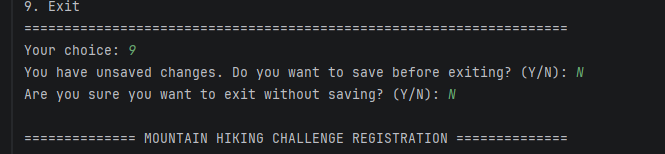 9. Exit
====================================================================
Your choice: 9
You have unsaved changes. Do you want to save before exiting? (Y/N): N
Are you sure you want to exit without saving? (Y/N): N
============== MOUNTAIN HIKING CHALLENGE REGISTRATION ==============